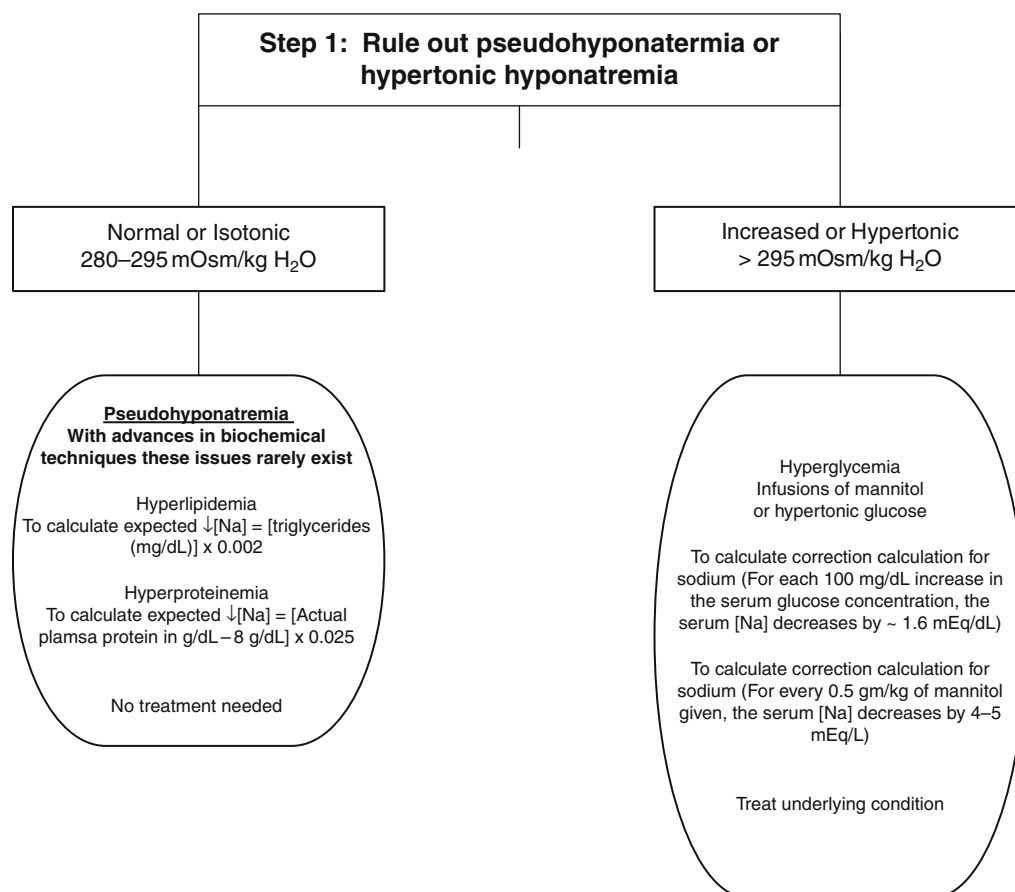 Step 1: Rule out pseudohyponatermia or
hypertonic hyponatremia
Normal or Isotonic
280–295 mOsm/kg H₂O
Increased or Hypertonic
> 295 mOsm/kg H₂O
Pseudohyponatremia
With advances in biochemical
techniques these issues rarely exist
Hyperlipidemia
To calculate expected ↓[Na] = [triglycerides
(mg/dL)] x 0.002
Hyperproteinemia
To calculate expected ↓[Na] = [Actual
plamsa protein in g/dL – 8 g/dL] x 0.025
No treatment needed
Hyperglycemia
Infusions of mannitol
or hypertonic glucose
To calculate correction calculation for
sodium (For each 100 mg/dL increase in
the serum glucose concentration, the
serum [Na] decreases by ~ 1.6 mEq/dL)
To calculate correction calculation for
sodium (For every 0.5 gm/kg of mannitol
given, the serum [Na] decreases by 4–5
mEq/L)
Treat underlying condition